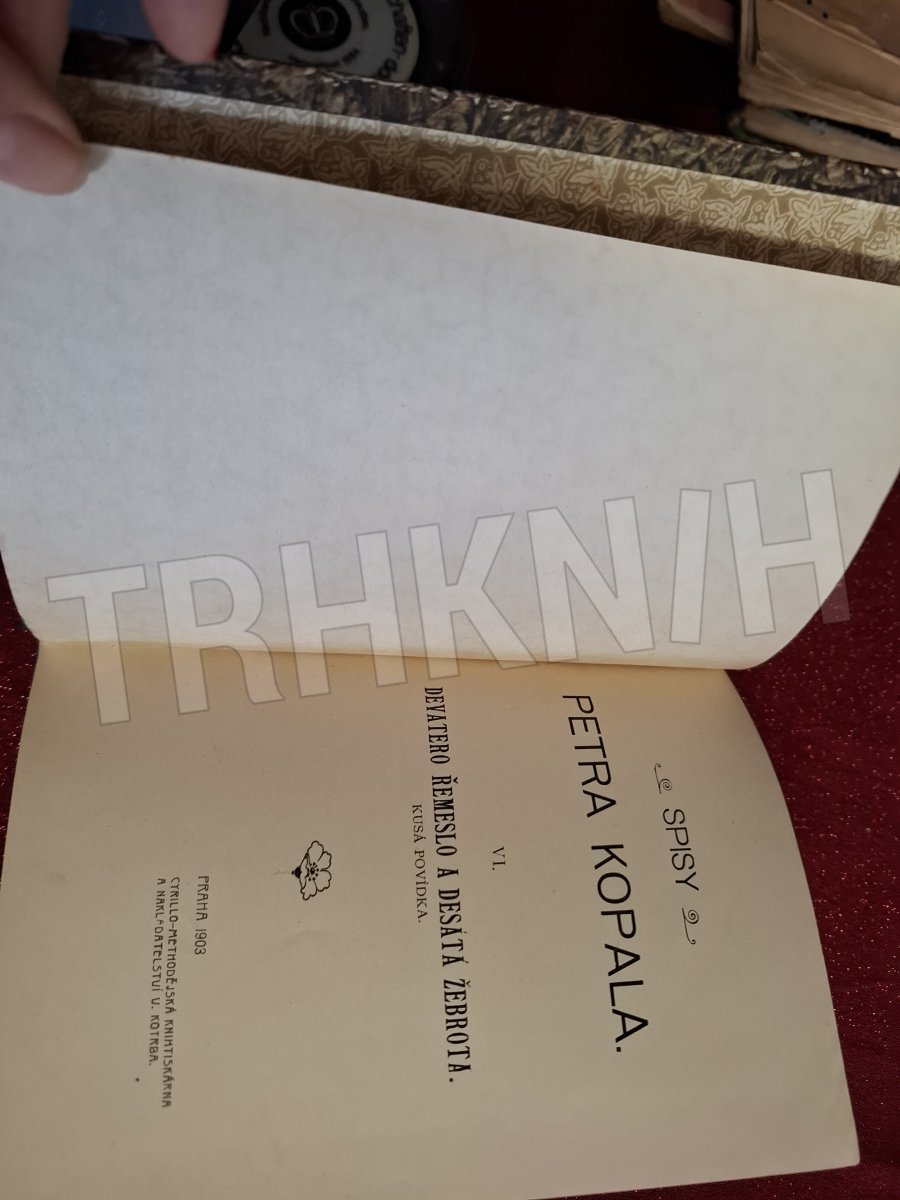 SPISY
PETRA KOPALA.
VI.
DEVATERO ŘEMESLO A DESÁTÁ ŽEBROTA.
KUSÁ POVÍDKA.
PRAHA 1903
CYRILLO-METHODĚJSKÁ KNIHTISKÁRNA
A NAKLADATELSTVÍ V. KOTRBA.
TRHKNIH